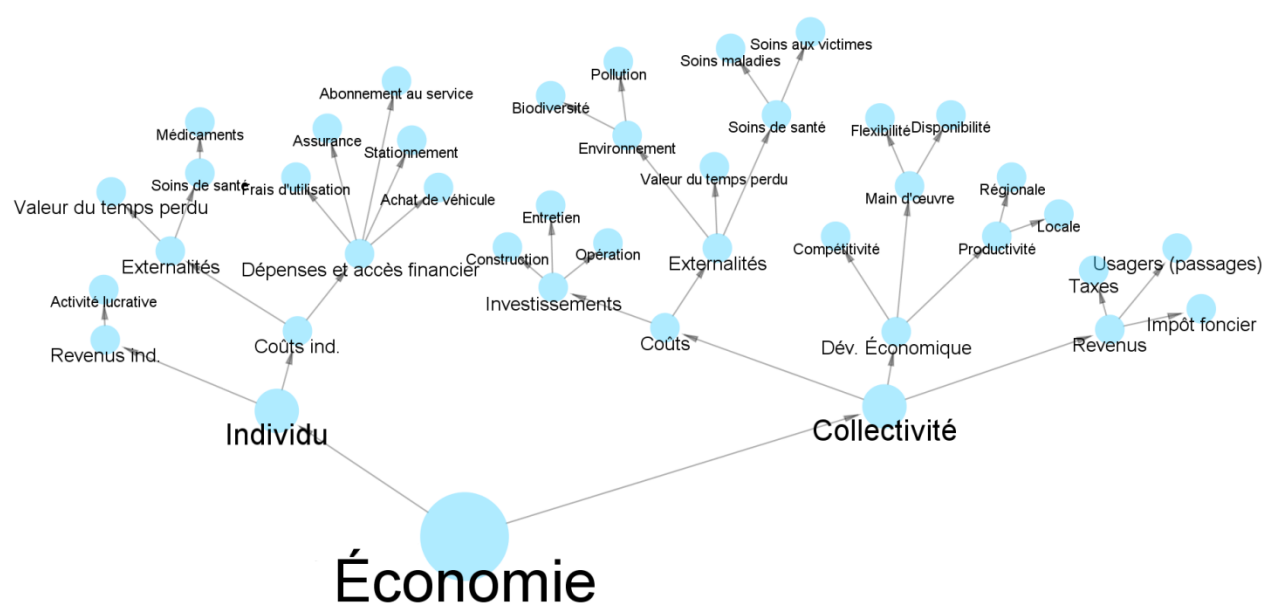 Soins aux victimes
Soins maladies
Pollution
Abonnement au service
Biodiversité
Soins de santé
Flexibilité
Disponibilité
Médicaments
Assurance
Stationnement
Environnement
Valeur du temps perdu
Soins de santé
Frais d'utilisation
Achat de véhicule
Main d'œuvre
Régionale
Valeur du temps perdu
Entretien
Locale
Compétitivité
Productivité
Construction
Opération
Externalités
Dépenses et accès financier
Externalités
Usagers (passages)
Taxes
Activité lucrative
Investissements
Impôt foncier
Revenus ind.
Coûts ind.
Coûts
Dév. Économique
Revenus
Individu
Collectivité
Économie